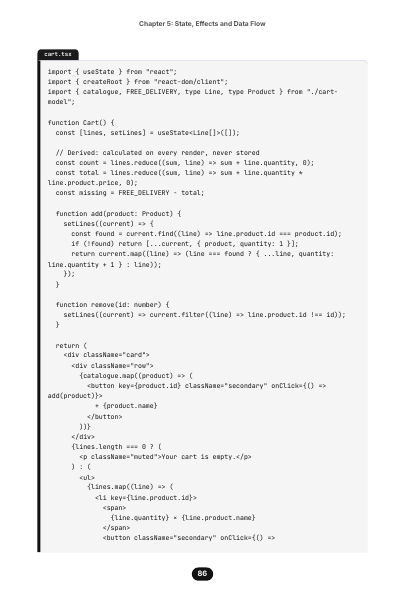 Chapter 5: State, Effects and Data Flow
cart.tsx
import { useState } from "react";
import { createRoot } from "react-dom/client";
import { catalogue, FREE_DELIVERY, type Line, type Product } from "./cart-
model";

function Cart() {
  const [lines, setLines] = useState<Line[]>([]);

  // Derived: calculated on every render, never stored
  const count = lines.reduce((sum, line) => sum + line.quantity, 0);
  const total = lines.reduce((sum, line) => sum + line.quantity *
line.product.price, 0);
  const missing = FREE_DELIVERY - total;

  function add(product: Product) {
    setLines((current) => {
      const found = current.find((line) => line.product.id === product.id);
      if (!found) return [...current, { product, quantity: 1 }];
      return current.map((line) => (line === found ? { ...line, quantity:
line.quantity + 1 } : line));
    });
  }

  function remove(id: number) {
    setLines((current) => current.filter((line) => line.product.id !== id));
  }

  return (
    <div className="card">
      <div className="row">
        {catalogue.map((product) => (
          <button key={product.id} className="secondary" onClick={() =>
add(product)}>
            + {product.name}
          </button>
        ))}
      </div>
      {lines.length === 0 ? (
        <p className="muted">Your cart is empty.</p>
      ) : (
        <ul>
          {lines.map((line) => (
            <li key={line.product.id}>
              <span>
                {line.quantity} × {line.product.name}
              </span>
              <button className="secondary" onClick={() =>
86